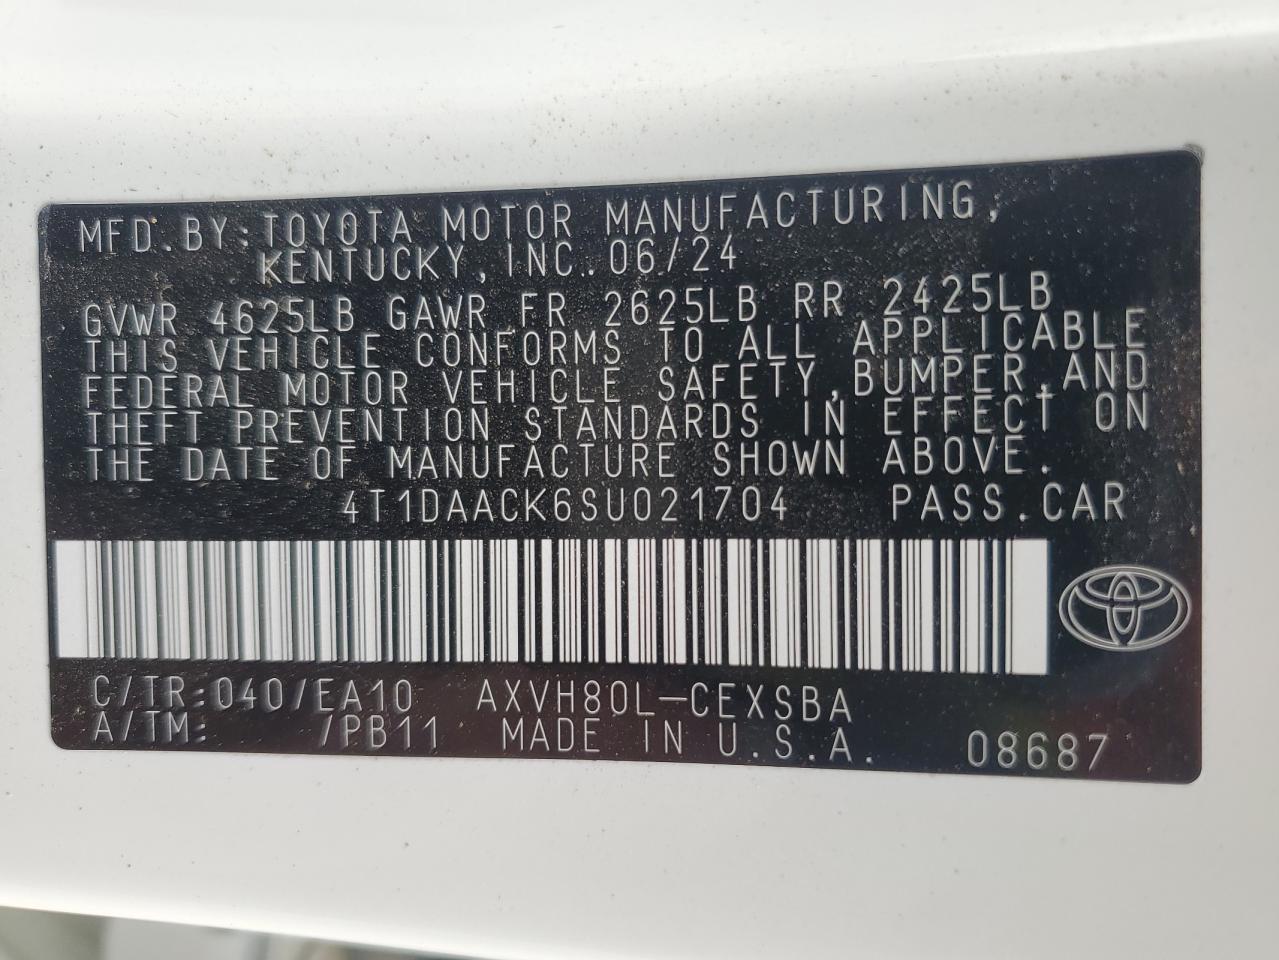 MFD.BY:TOYOTA MOTOR MANUFACTURING,
KENTUCKY,INC. 06/24
GVWR 4625LB GAWR FR 2625LB RR 2425LB
THIS VEHICLE CONFORMS TO ALL APPLICABLE
FEDERAL MOTOR VEHICLE SAFETY,BUMPER,AND
THEFT PREVENTION STANDARDS IN EFFECT ON
THE DATE OF MANUFACTURE SHOWN ABOVE.
4T1DAACK6SU021704 PASS.CAR
C/TR:040/EA10 AXVH80L-CEXSBA
A/TM: /PB11 MADE IN U.S.A. 08687